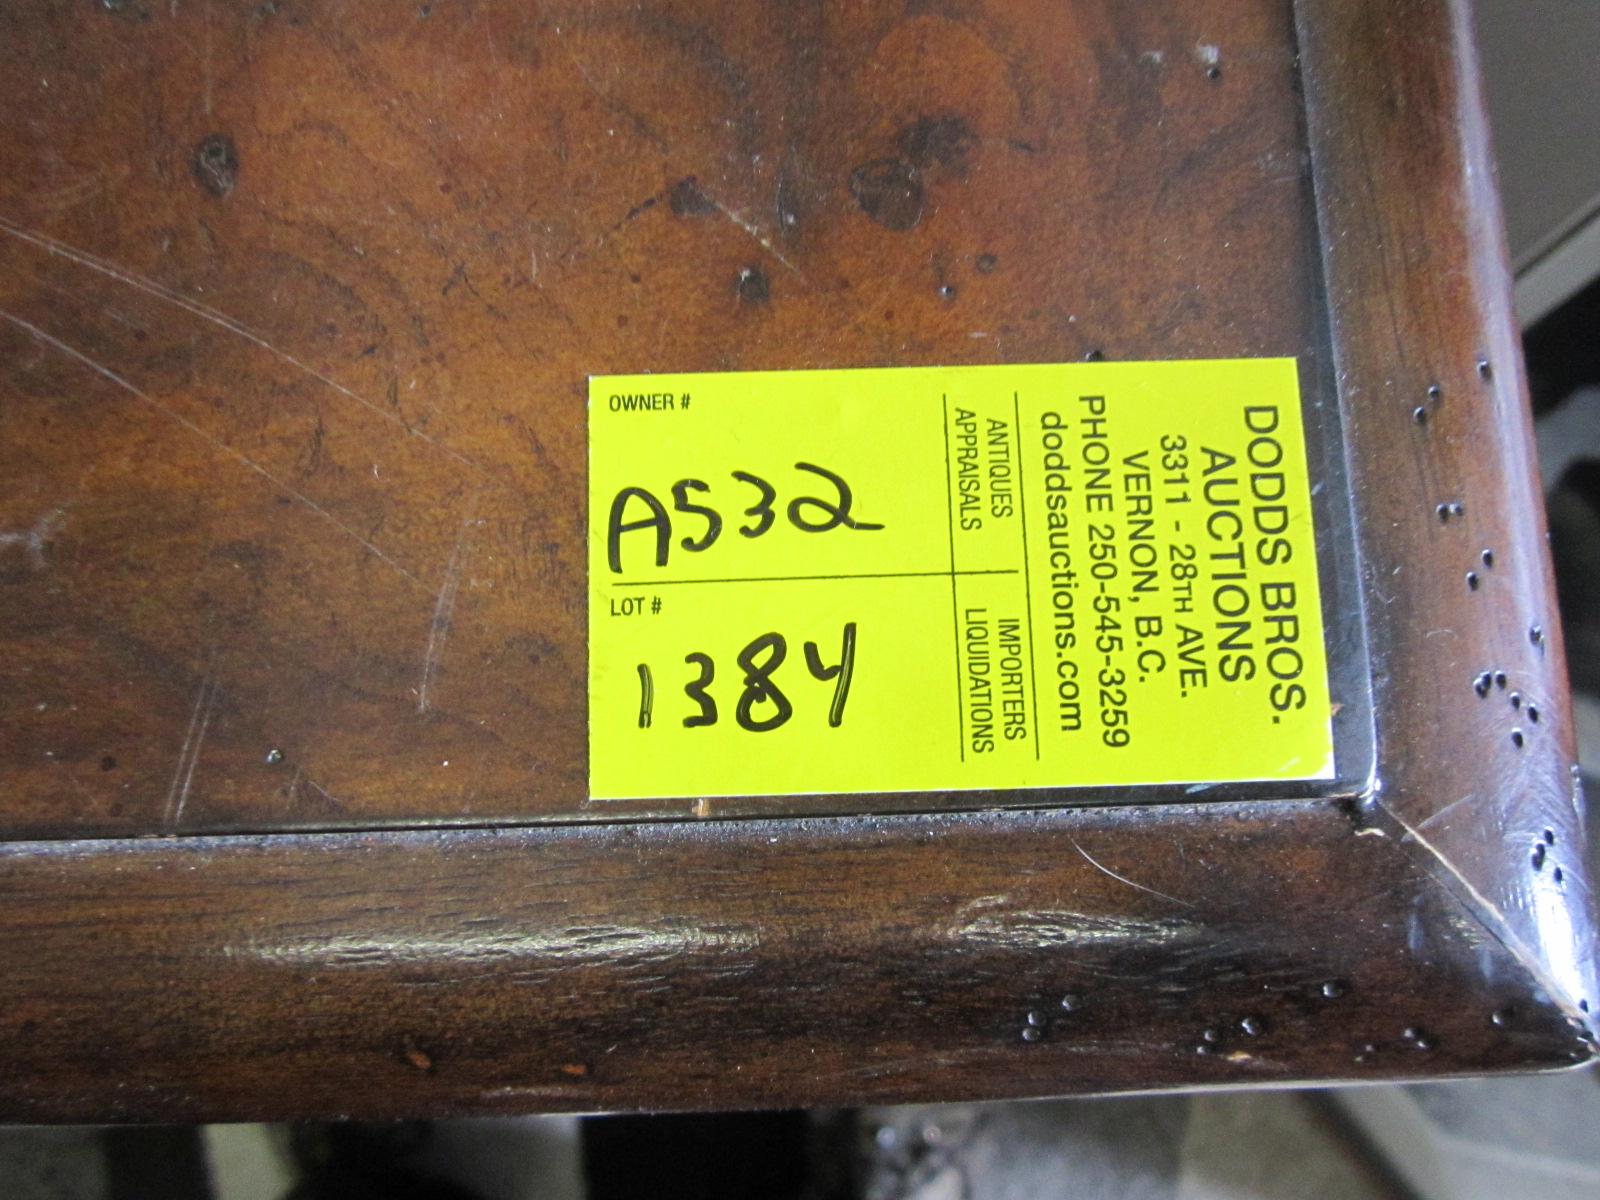 DODDS BROS.
AUCTIONS
3311 - 28TH AVE.
VERNON, B.C.
PHONE 250-545-3259
doddsauctions.com
ANTIQUES IMPORTERS
APPRAISALS LIQUIDATIONS
OWNER #
A532
LOT #
1384